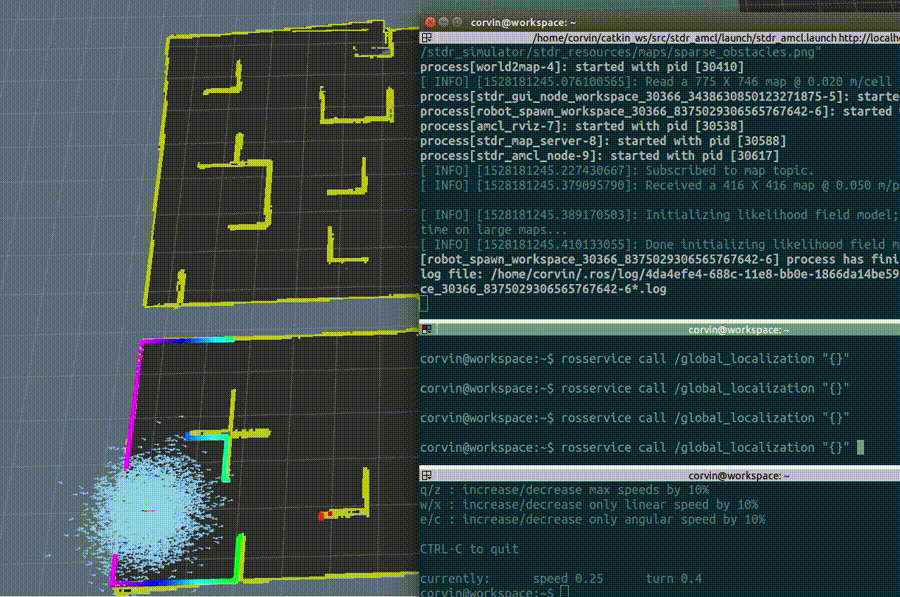 corvin@workspace: ~
/home/corvin/catkin_ws/src/stdr_amcl/launch/stdr_amcl.launch http://localho
/stdr_simulator/stdr_resources/maps/sparse_obstacles.png"
process[world2map-4]: started with pid [30410]
[ INFO] [1528181245.076100565]: Read a 775 X 746 map @ 0.020 m/cell
process[stdr_gui_node_workspace_30366_3438630850123271875-5]: starte
process[robot_spawn_workspace_30366_8375029306565767642-6]: started
process[amcl_rviz-7]: started with pid [30538]
process[stdr_map_server-8]: started with pid [30588]
process[stdr_amcl_node-9]: started with pid [30617]
[ INFO] [1528181245.227430667]: Subscribed to map topic.
[ INFO] [1528181245.379095790]: Received a 416 X 416 map @ 0.050 m/p
[ INFO] [1528181245.389170503]: Initializing likelihood field model;
time on large maps...
[ INFO] [1528181245.410133055]: Done initializing likelihood field m
[robot_spawn_workspace_30366_8375029306565767642-6] process has fini
log file: /home/corvin/.ros/log/4da4efe4-688c-11e8-bb0e-1866da14be59
ce_30366_8375029306565767642-6*.log
corvin@workspace: ~
corvin@workspace:~$ rosservice call /global_localization "{}"
corvin@workspace:~$ rosservice call /global_localization "{}"
corvin@workspace:~$ rosservice call /global_localization "{}"
corvin@workspace:~$ rosservice call /global_localization "{}"
corvin@workspace: ~
q/z : increase/decrease max speeds by 10%
w/x : increase/decrease only linear speed by 10%
e/c : increase/decrease only angular speed by 10%
CTRL-C to quit
currently: speed 0.25 turn 0.4
corvin@workspace:~$